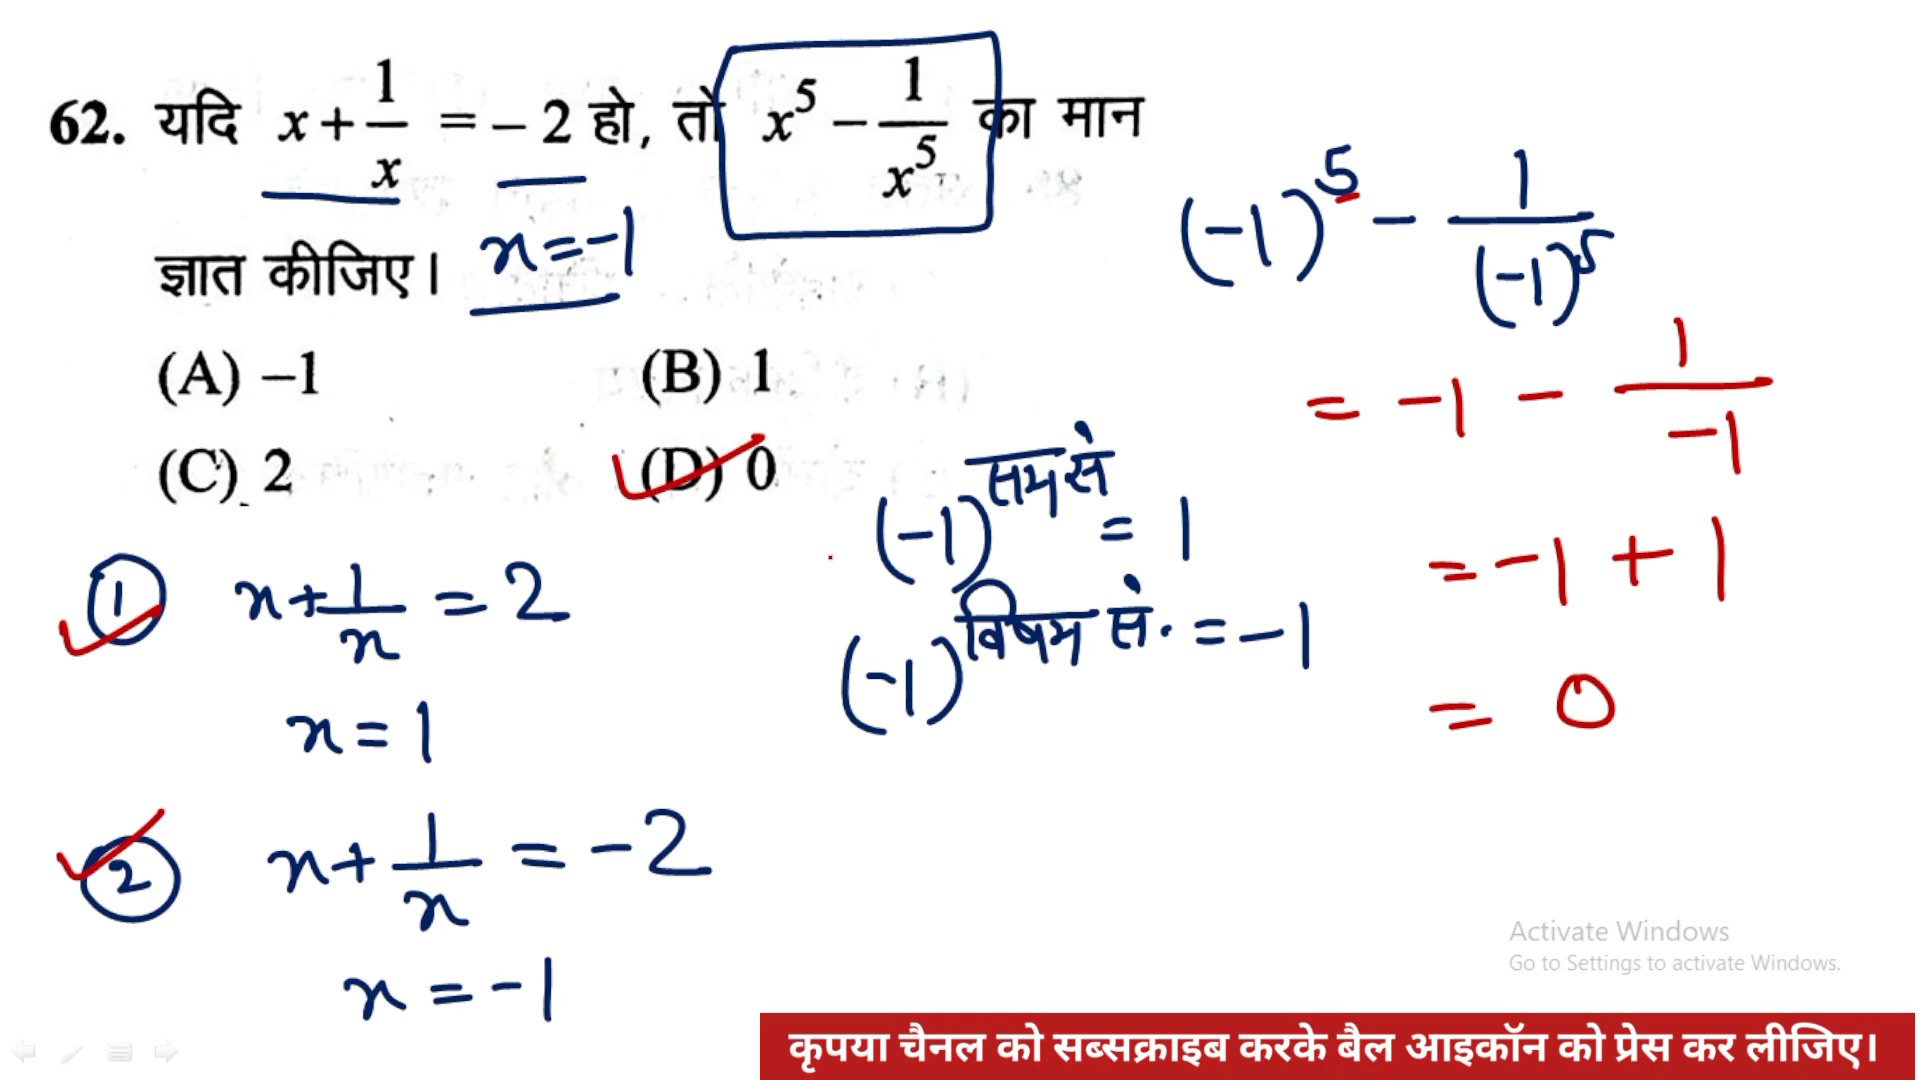 62. यदि x + 1/x = – 2 हो, तो x⁵ – 1/x⁵ का मान
ज्ञात कीजिए। x = -1
(A) –1 (B) 1
(C) 2 (D) 0
(-1)⁵ - 1/(-1)⁵
= -1 - 1/-1
= -1 + 1
= 0
(-1)^सम सं = 1
(-1)^विषम सं. = -1
① x + 1/x = 2
x = 1
② x + 1/x = -2
x = -1
Activate Windows
Go to Settings to activate Windows.
कृपया चैनल को सब्सक्राइब करके बैल आइकॉन को प्रेस कर लीजिए।